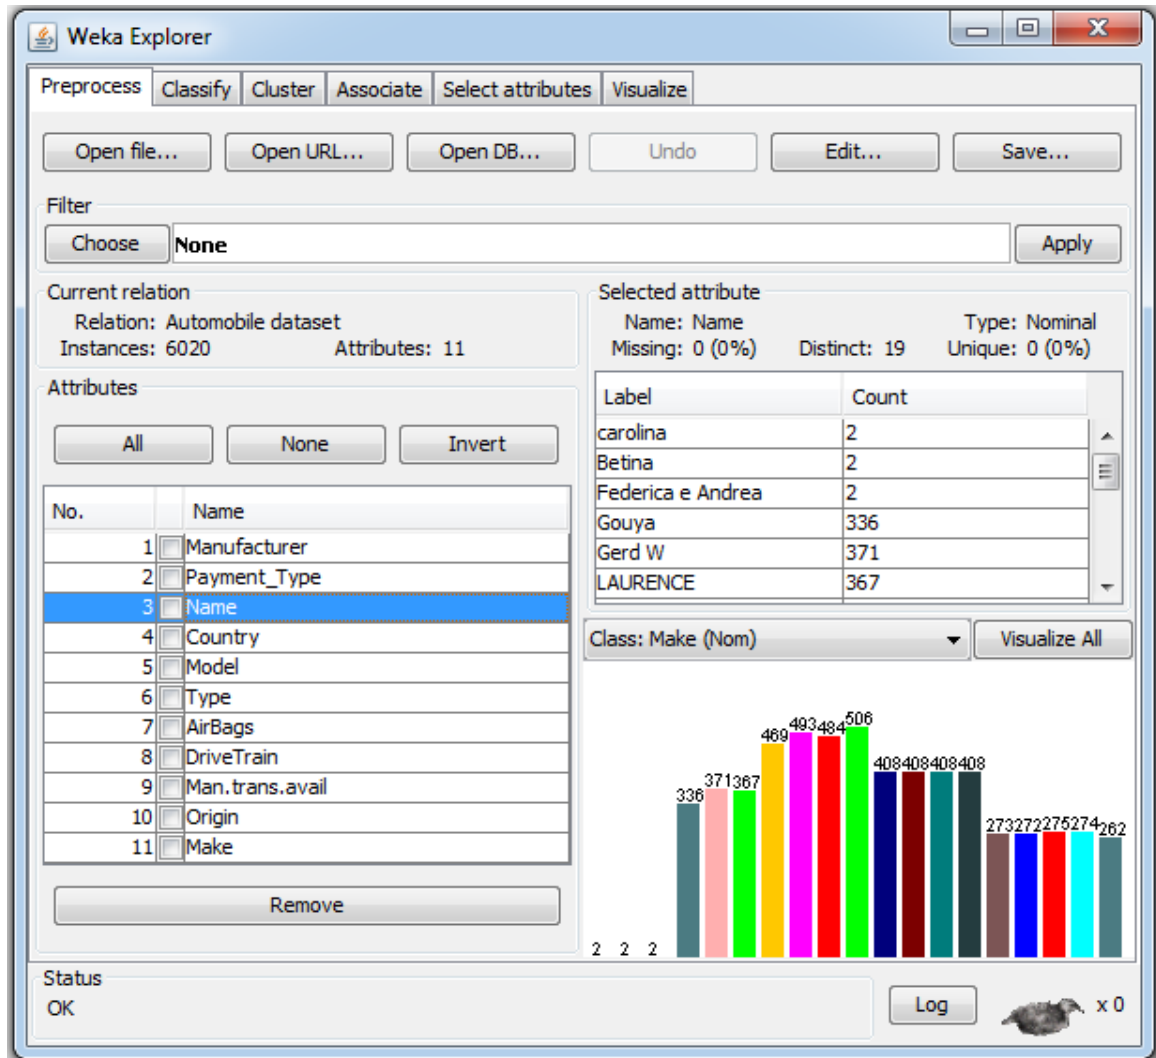 Weka Explorer
Preprocess Classify Cluster Associate Select attributes Visualize
Open file... Open URL... Open DB... Undo Edit... Save...
Filter
Choose None Apply
Current relation
Relation: Automobile dataset
Instances: 6020 Attributes: 11
Attributes
All None Invert
No. Name
1 Manufacturer
2 Payment_Type
3 Name
4 Country
5 Model
6 Type
7 AirBags
8 DriveTrain
9 Man.trans.avail
10 Origin
11 Make
Remove
Selected attribute
Name: Name Type: Nominal
Missing: 0 (0%) Distinct: 19 Unique: 0 (0%)
Label Count
carolina 2
Betina 2
Federica e Andrea 2
Gouya 336
Gerd W 371
LAURENCE 367
Class: Make (Nom) Visualize All
2 2 2 336 371 367 469 493 484 506 408 408 408 408 273 272 275 274 262
Status
OK
Log x 0